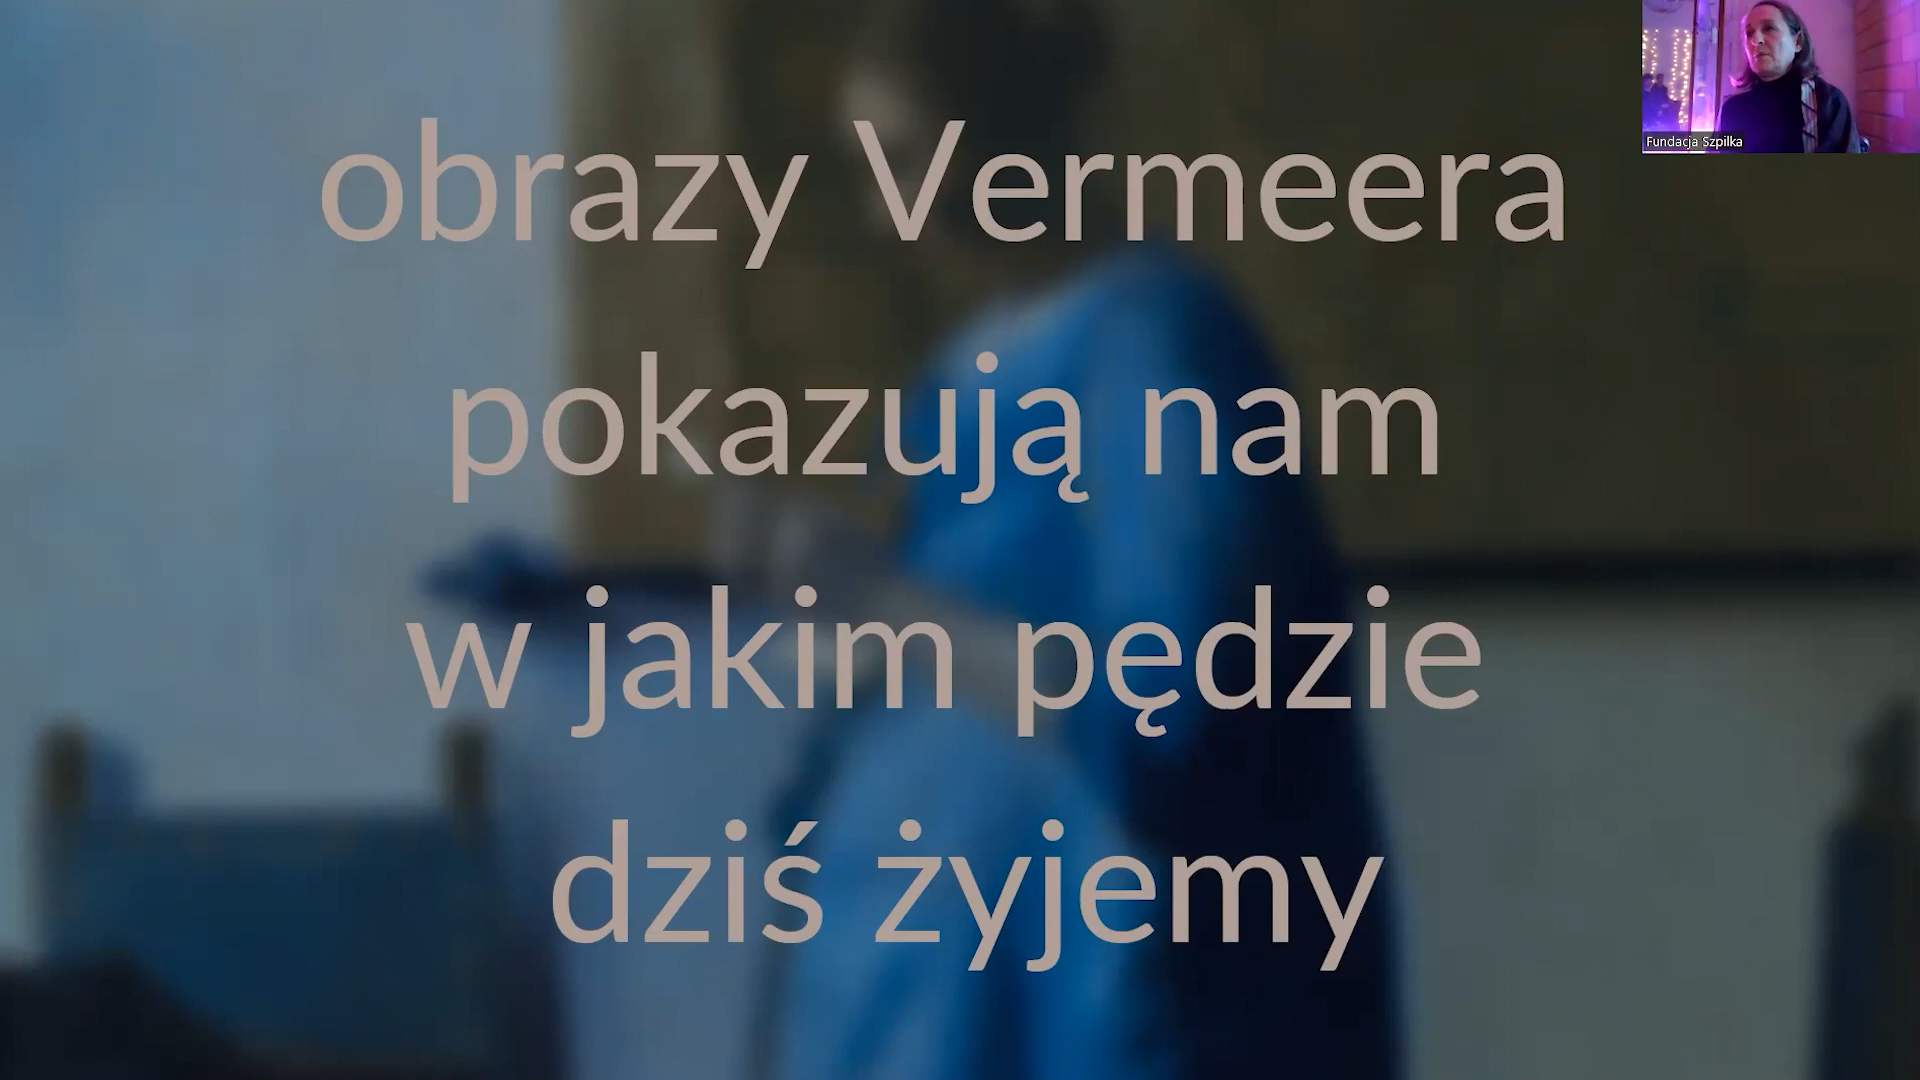 obrazy Vermeera
pokazują nam
w jakim pędzie
dziś żyjemy
Fundacja Szpilka